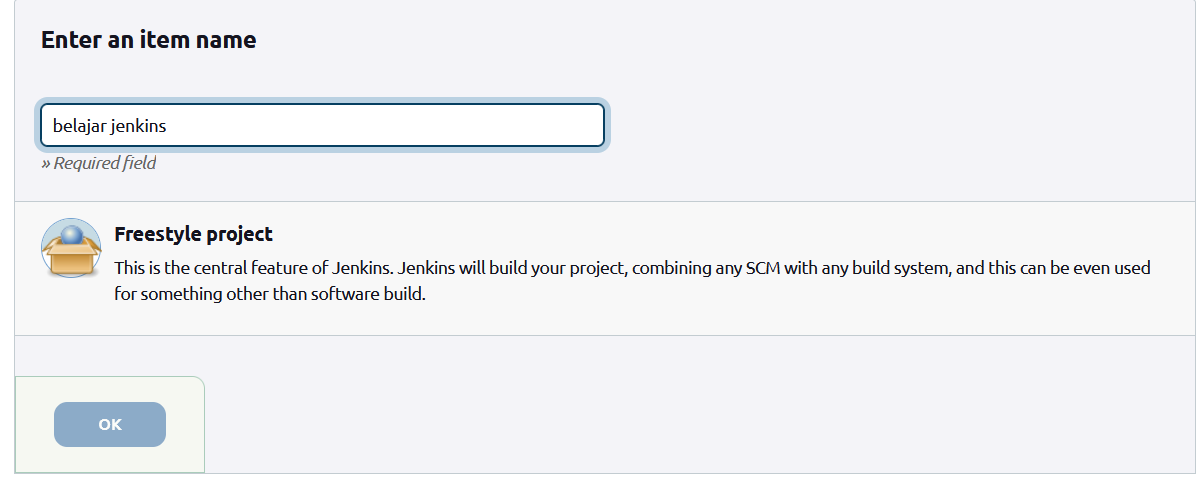 Enter an item name
belajar jenkins
» Required field
Freestyle project
This is the central feature of Jenkins. Jenkins will build your project, combining any SCM with any build system, and this can be even used
for something other than software build.
OK